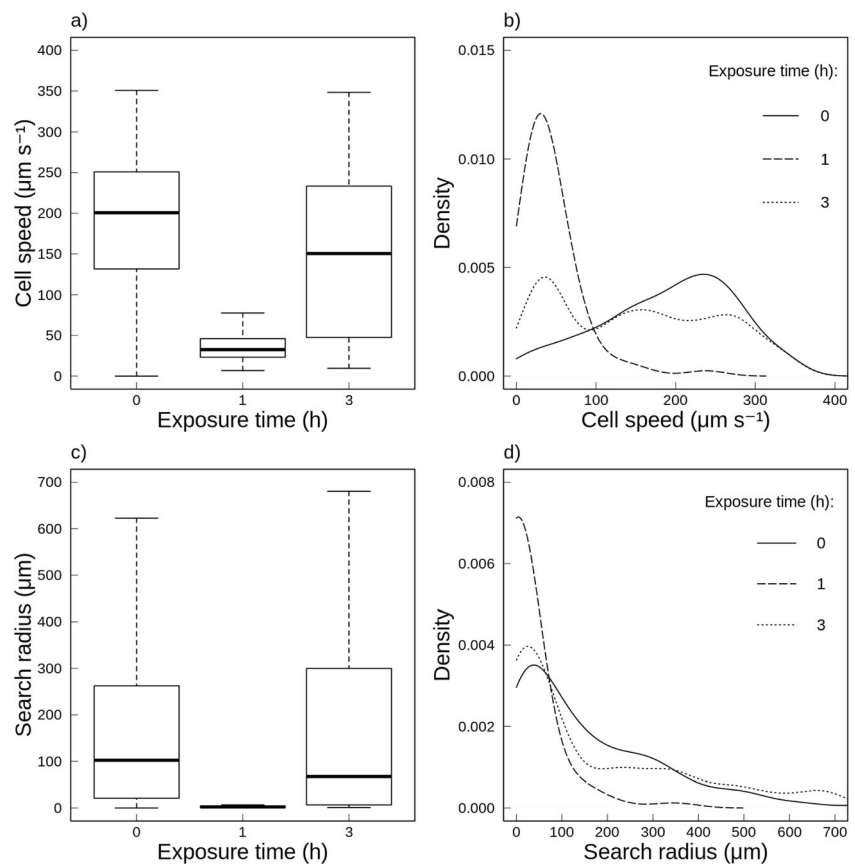 a)
400
350
300
250
200
150
100
50
0
Cell speed (μm s⁻¹)
0 1 3
Exposure time (h)
b)
0.015
0.010
0.005
0.000
Density
Exposure time (h):
0
1
3
0 100 200 300 400
Cell speed (μm s⁻¹)
c)
700
600
500
400
300
200
100
0
Search radius (μm)
0 1 3
Exposure time (h)
d)
0.008
0.006
0.004
0.002
0.000
Density
Exposure time (h):
0
1
3
0 100 200 300 400 500 600 700
Search radius (μm)